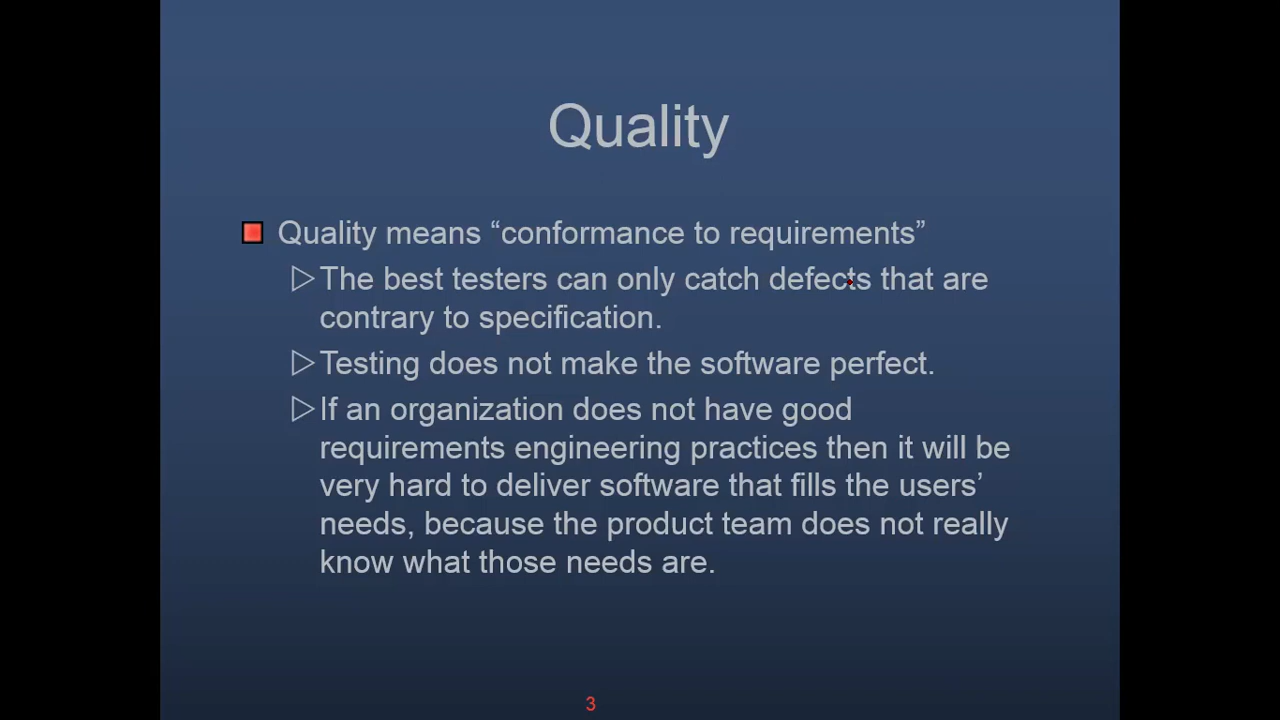 Quality
Quality means “conformance to requirements”
The best testers can only catch defects that are
contrary to specification.
Testing does not make the software perfect.
If an organization does not have good
requirements engineering practices then it will be
very hard to deliver software that fills the users’
needs, because the product team does not really
know what those needs are.
3